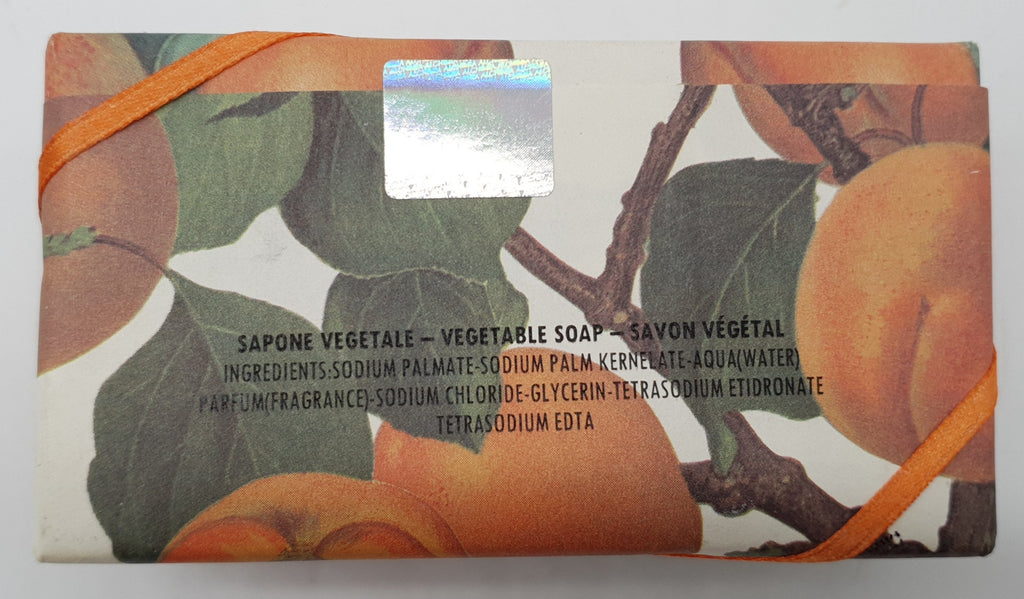 SAPONE VEGETALE – VEGETABLE SOAP – SAVON VÉGÉTAL
INGREDIENTS:SODIUM PALMATE-SODIUM PALM KERNELATE-AQUA(WATER)
PARFUM(FRAGRANCE)-SODIUM CHLORIDE-GLYCERIN-TETRASODIUM ETIDRONATE
TETRASODIUM EDTA